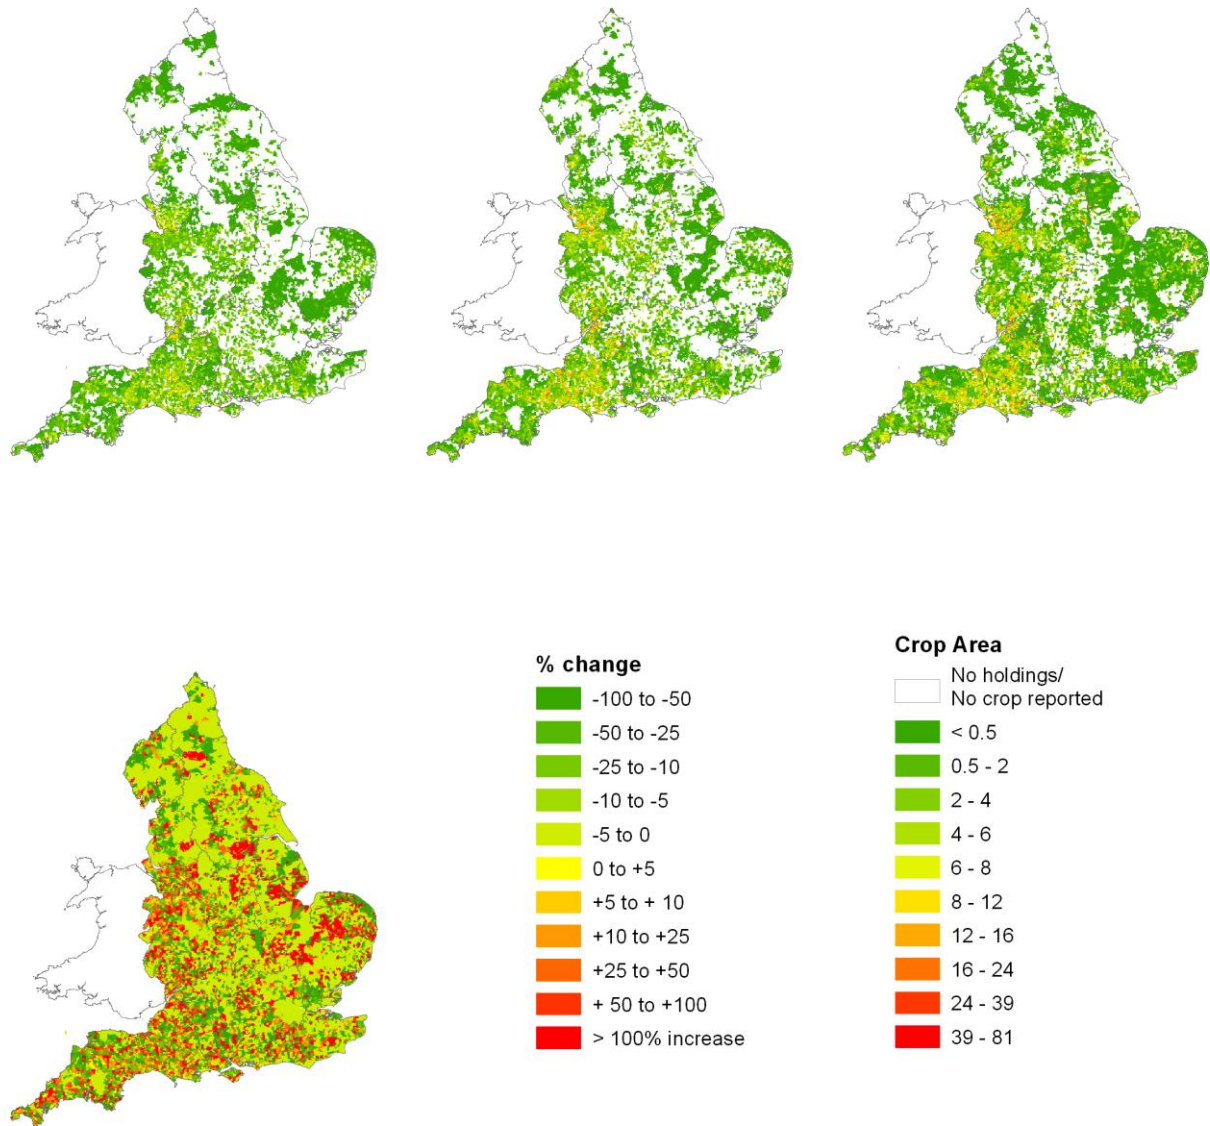 % change
-100 to -50
-50 to -25
-25 to -10
-10 to -5
-5 to 0
0 to +5
+5 to + 10
+10 to +25
+25 to +50
+ 50 to +100
> 100% increase
Crop Area
No holdings/
No crop reported
< 0.5
0.5 - 2
2 - 4
4 - 6
6 - 8
8 - 12
12 - 16
16 - 24
24 - 39
39 - 81